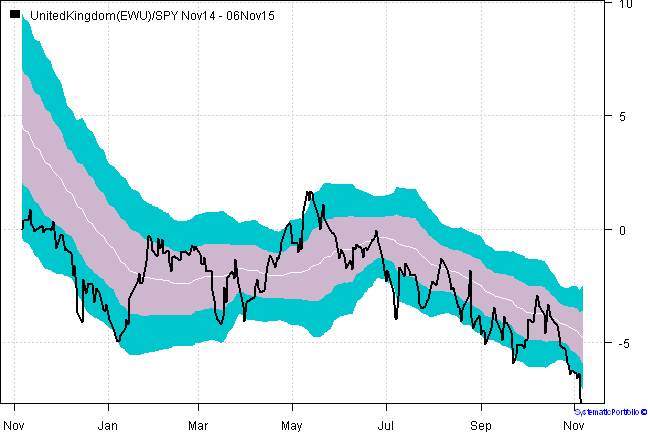 UnitedKingdom(EWU)/SPY Nov14 - 06Nov15
10
5
0
-5
Nov Jan Mar May Jul Sep Nov
SystematicPortfolio ©